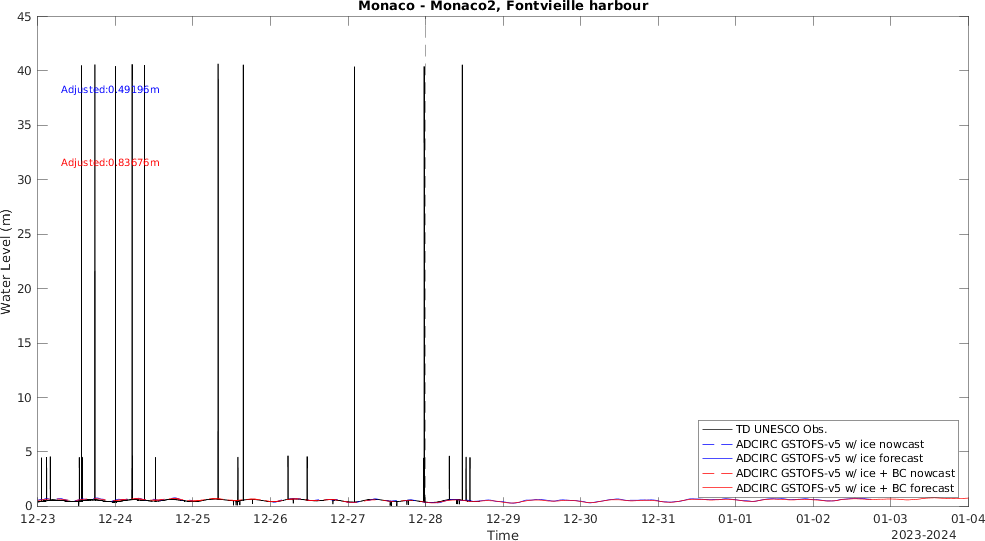 Monaco - Monaco2, Fontvieille harbour
45
40
35
30
25
20
15
10
5
0
Water Level (m)
Adjusted:0.49196m
Adjusted:0.83676m
TD UNESCO Obs.
ADCIRC GSTOFS-v5 w/ ice nowcast
ADCIRC GSTOFS-v5 w/ ice forecast
ADCIRC GSTOFS-v5 w/ ice + BC nowcast
ADCIRC GSTOFS-v5 w/ ice + BC forecast
12-23 12-24 12-25 12-26 12-27 12-28 12-29 12-30 12-31 01-01 01-02 01-03 01-04
Time
2023-2024